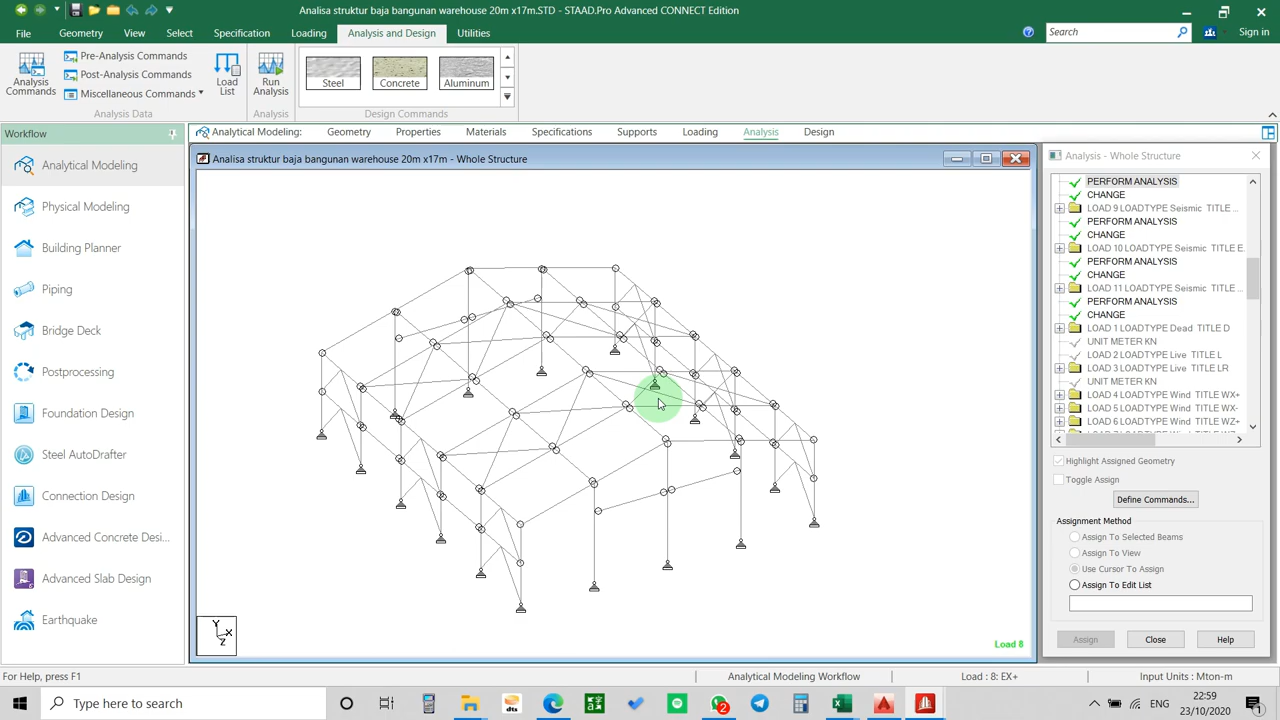 Analisa struktur baja bangunan warehouse 20m x17m.STD - STAAD.Pro Advanced CONNECT Edition
File Geometry View Select Specification Loading Analysis and Design Utilities
Search
Sign in
Analysis Commands
Pre-Analysis Commands
Post-Analysis Commands
Miscellaneous Commands
Load List
Run Analysis
Steel
Concrete
Aluminum
Analysis Data
Analysis
Design Commands
Workflow
Analytical Modeling: Geometry Properties Materials Specifications Supports Loading Analysis Design
Analytical Modeling
Physical Modeling
Building Planner
Piping
Bridge Deck
Postprocessing
Foundation Design
Steel AutoDrafter
Connection Design
Advanced Concrete Desi...
Advanced Slab Design
Earthquake
Analisa struktur baja bangunan warehouse 20m x17m - Whole Structure
Y
X
Z
Load 8
Analysis - Whole Structure
PERFORM ANALYSIS
CHANGE
LOAD 9 LOADTYPE Seismic TITLE ...
PERFORM ANALYSIS
CHANGE
LOAD 10 LOADTYPE Seismic TITLE E.
PERFORM ANALYSIS
CHANGE
LOAD 11 LOADTYPE Seismic TITLE ...
PERFORM ANALYSIS
CHANGE
LOAD 1 LOADTYPE Dead TITLE D
UNIT METER KN
LOAD 2 LOADTYPE Live TITLE L
LOAD 3 LOADTYPE Live TITLE LR
UNIT METER KN
LOAD 4 LOADTYPE Wind TITLE WX+
LOAD 5 LOADTYPE Wind TITLE WX-
LOAD 6 LOADTYPE Wind TITLE WZ+
Highlight Assigned Geometry
Toggle Assign
Define Commands...
Assignment Method
Assign To Selected Beams
Assign To View
Use Cursor To Assign
Assign To Edit List
Assign
Close
Help
For Help, press F1
Analytical Modeling Workflow
Load : 8: EX+
Input Units : Mton-m
Type here to search
dts
2
ENG
22:59
23/10/2020
1